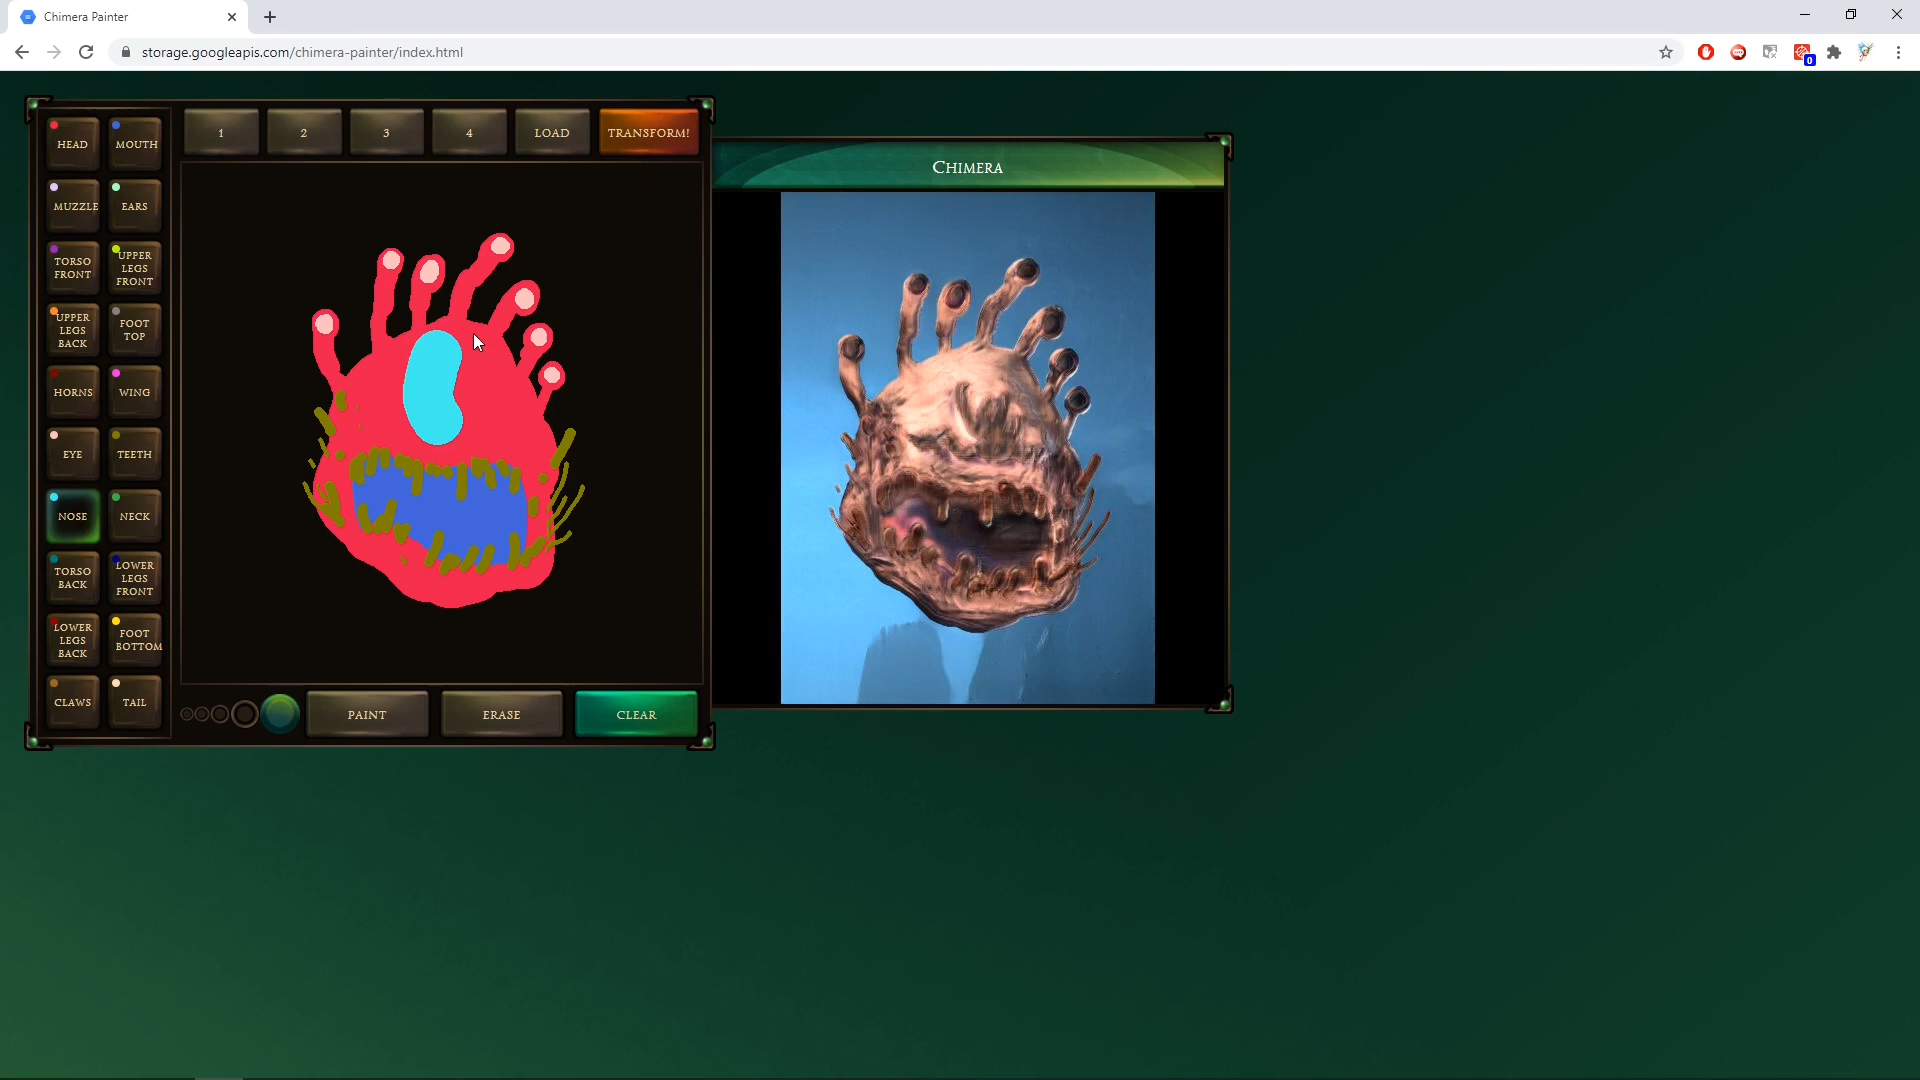 Chimera Painter
storage.googleapis.com/chimera-painter/index.html
0
1
2
3
4
LOAD
TRANSFORM!
HEAD
MOUTH
MUZZLE
EARS
TORSO
FRONT
UPPER
LEGS
FRONT
UPPER
LEGS
BACK
FOOT
TOP
HORNS
WING
EYE
TEETH
NOSE
NECK
TORSO
BACK
LOWER
LEGS
FRONT
LOWER
LEGS
BACK
FOOT
BOTTOM
CLAWS
TAIL
PAINT
ERASE
CLEAR
CHIMERA